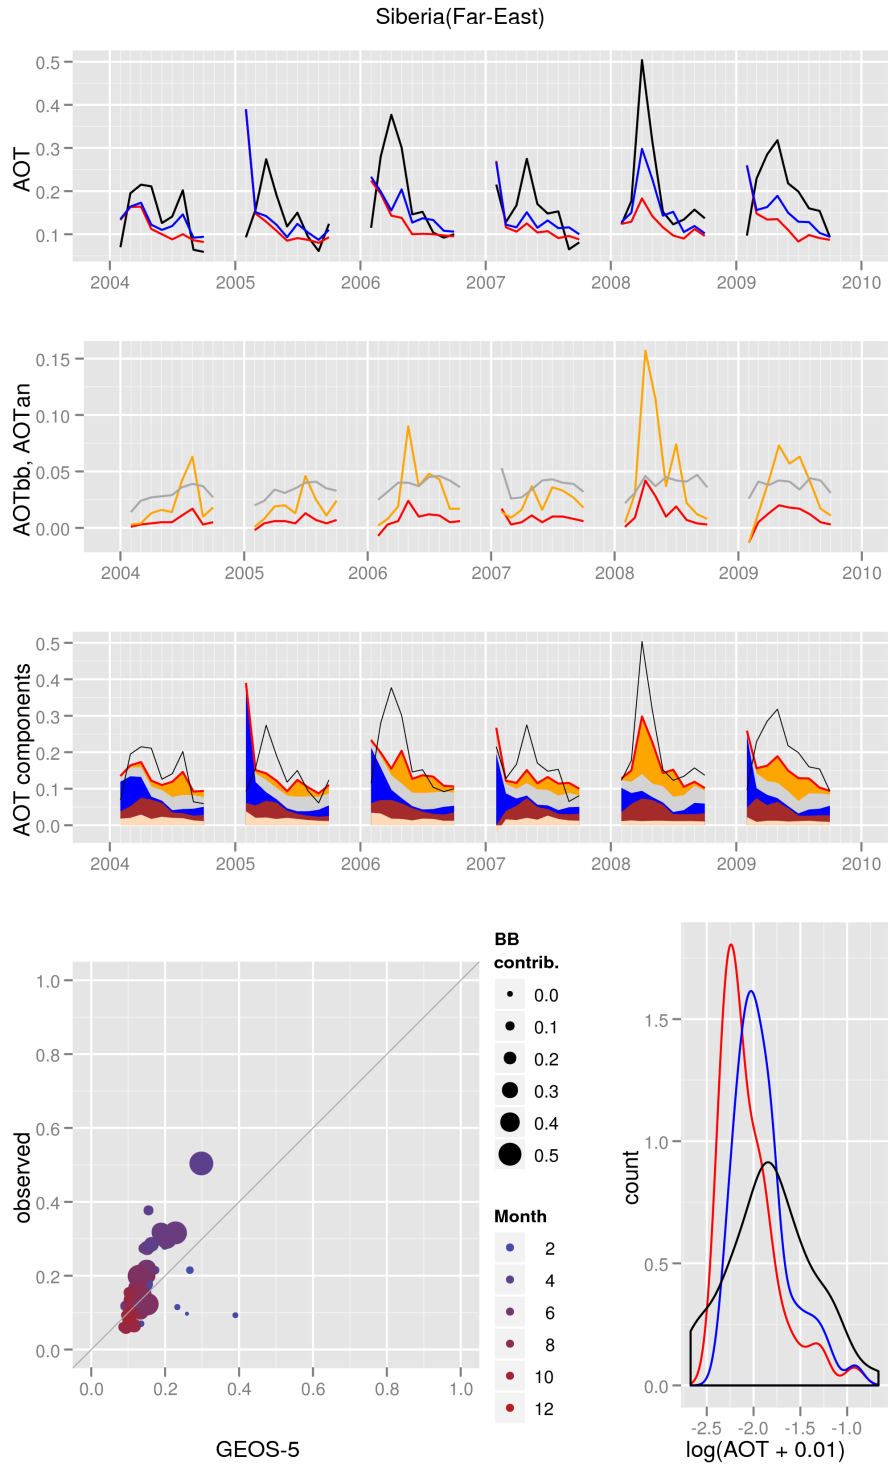 Siberia(Far-East)
AOT
0.5
0.4
0.3
0.2
0.1
2004 2005 2006 2007 2008 2009 2010
AOTbb, AOTan
0.15
0.10
0.05
0.00
2004 2005 2006 2007 2008 2009 2010
AOT components
0.5
0.4
0.3
0.2
0.1
0.0
2004 2005 2006 2007 2008 2009 2010
observed
1.0
0.8
0.6
0.4
0.2
0.0
0.0 0.2 0.4 0.6 0.8 1.0
GEOS-5
BB
contrib.
0.0
0.1
0.2
0.3
0.4
0.5
Month
2
4
6
8
10
12
count
1.5
1.0
0.5
0.0
-2.5 -2.0 -1.5 -1.0
log(AOT + 0.01)